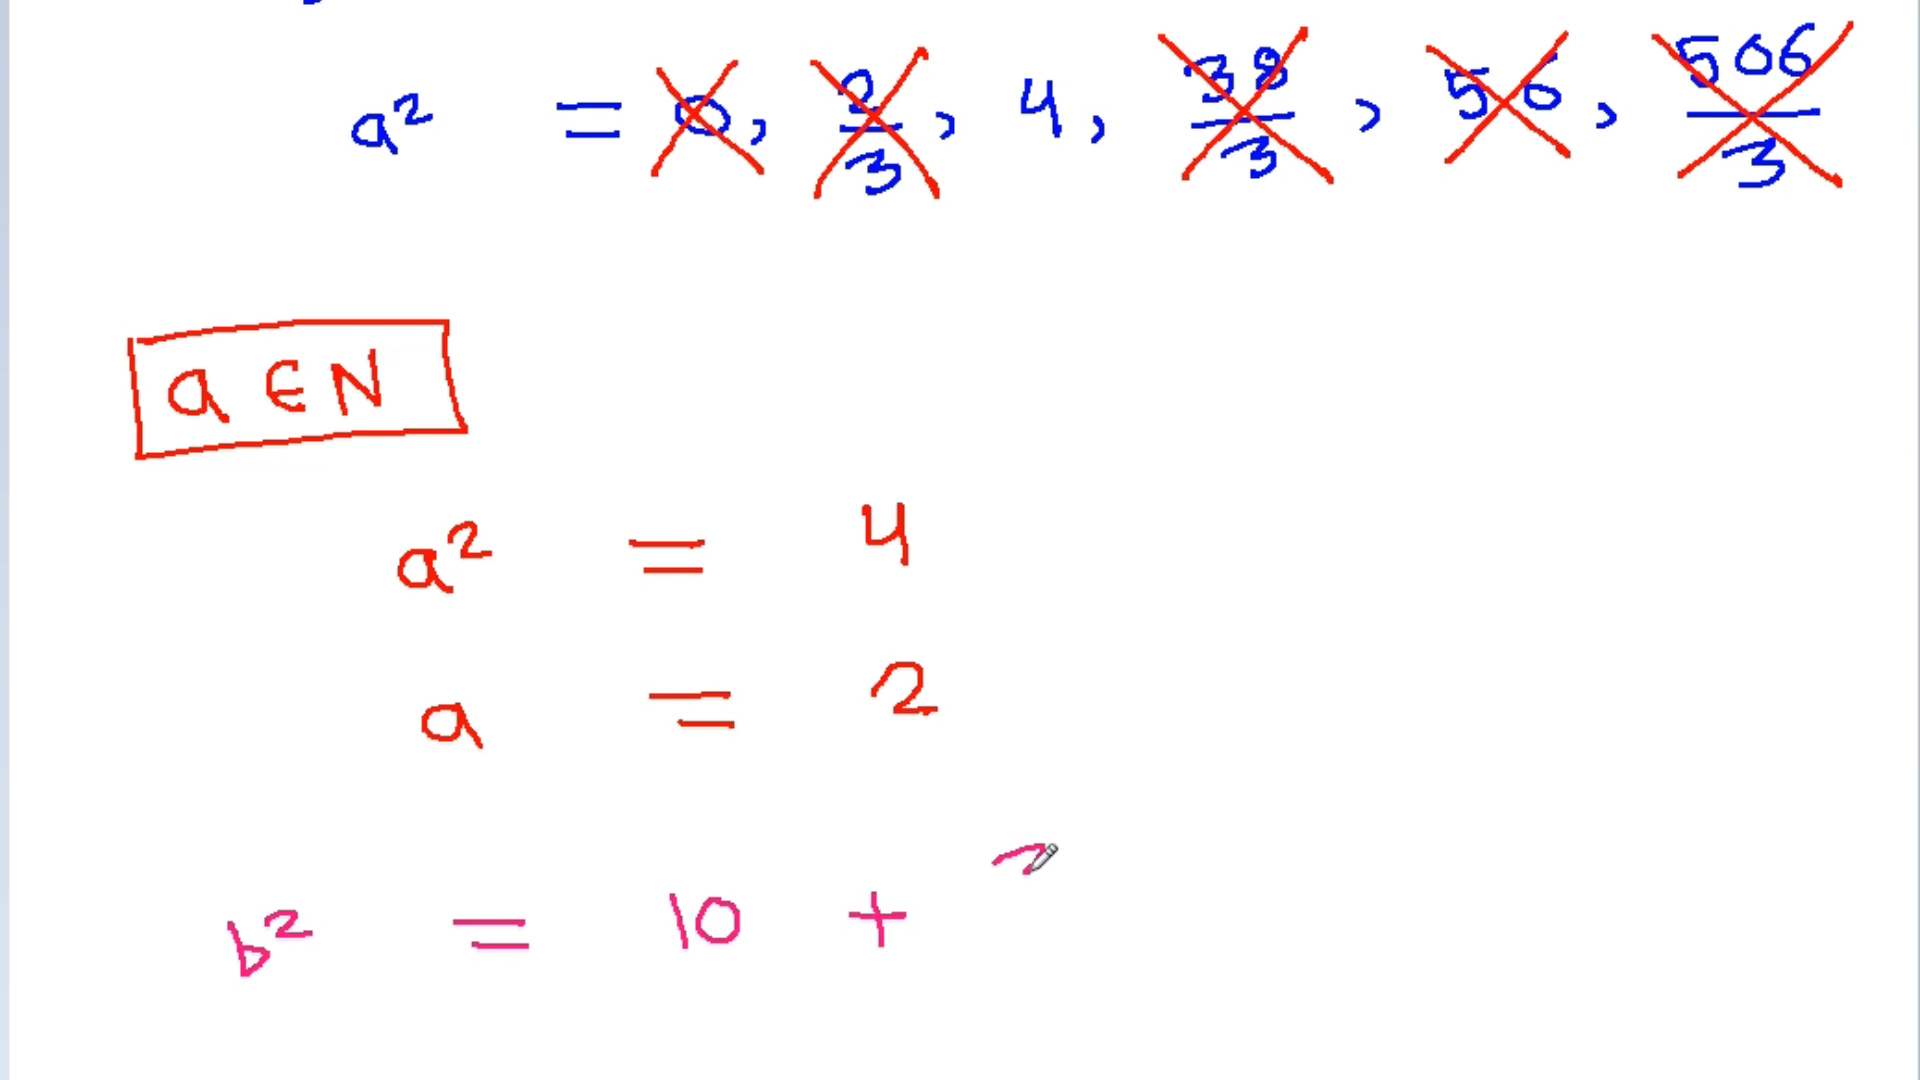 a² = 0, 2/3, 4, 38/3, 56, 506/3
a ∈ N
a² = 4
a = 2
b² = 10 +